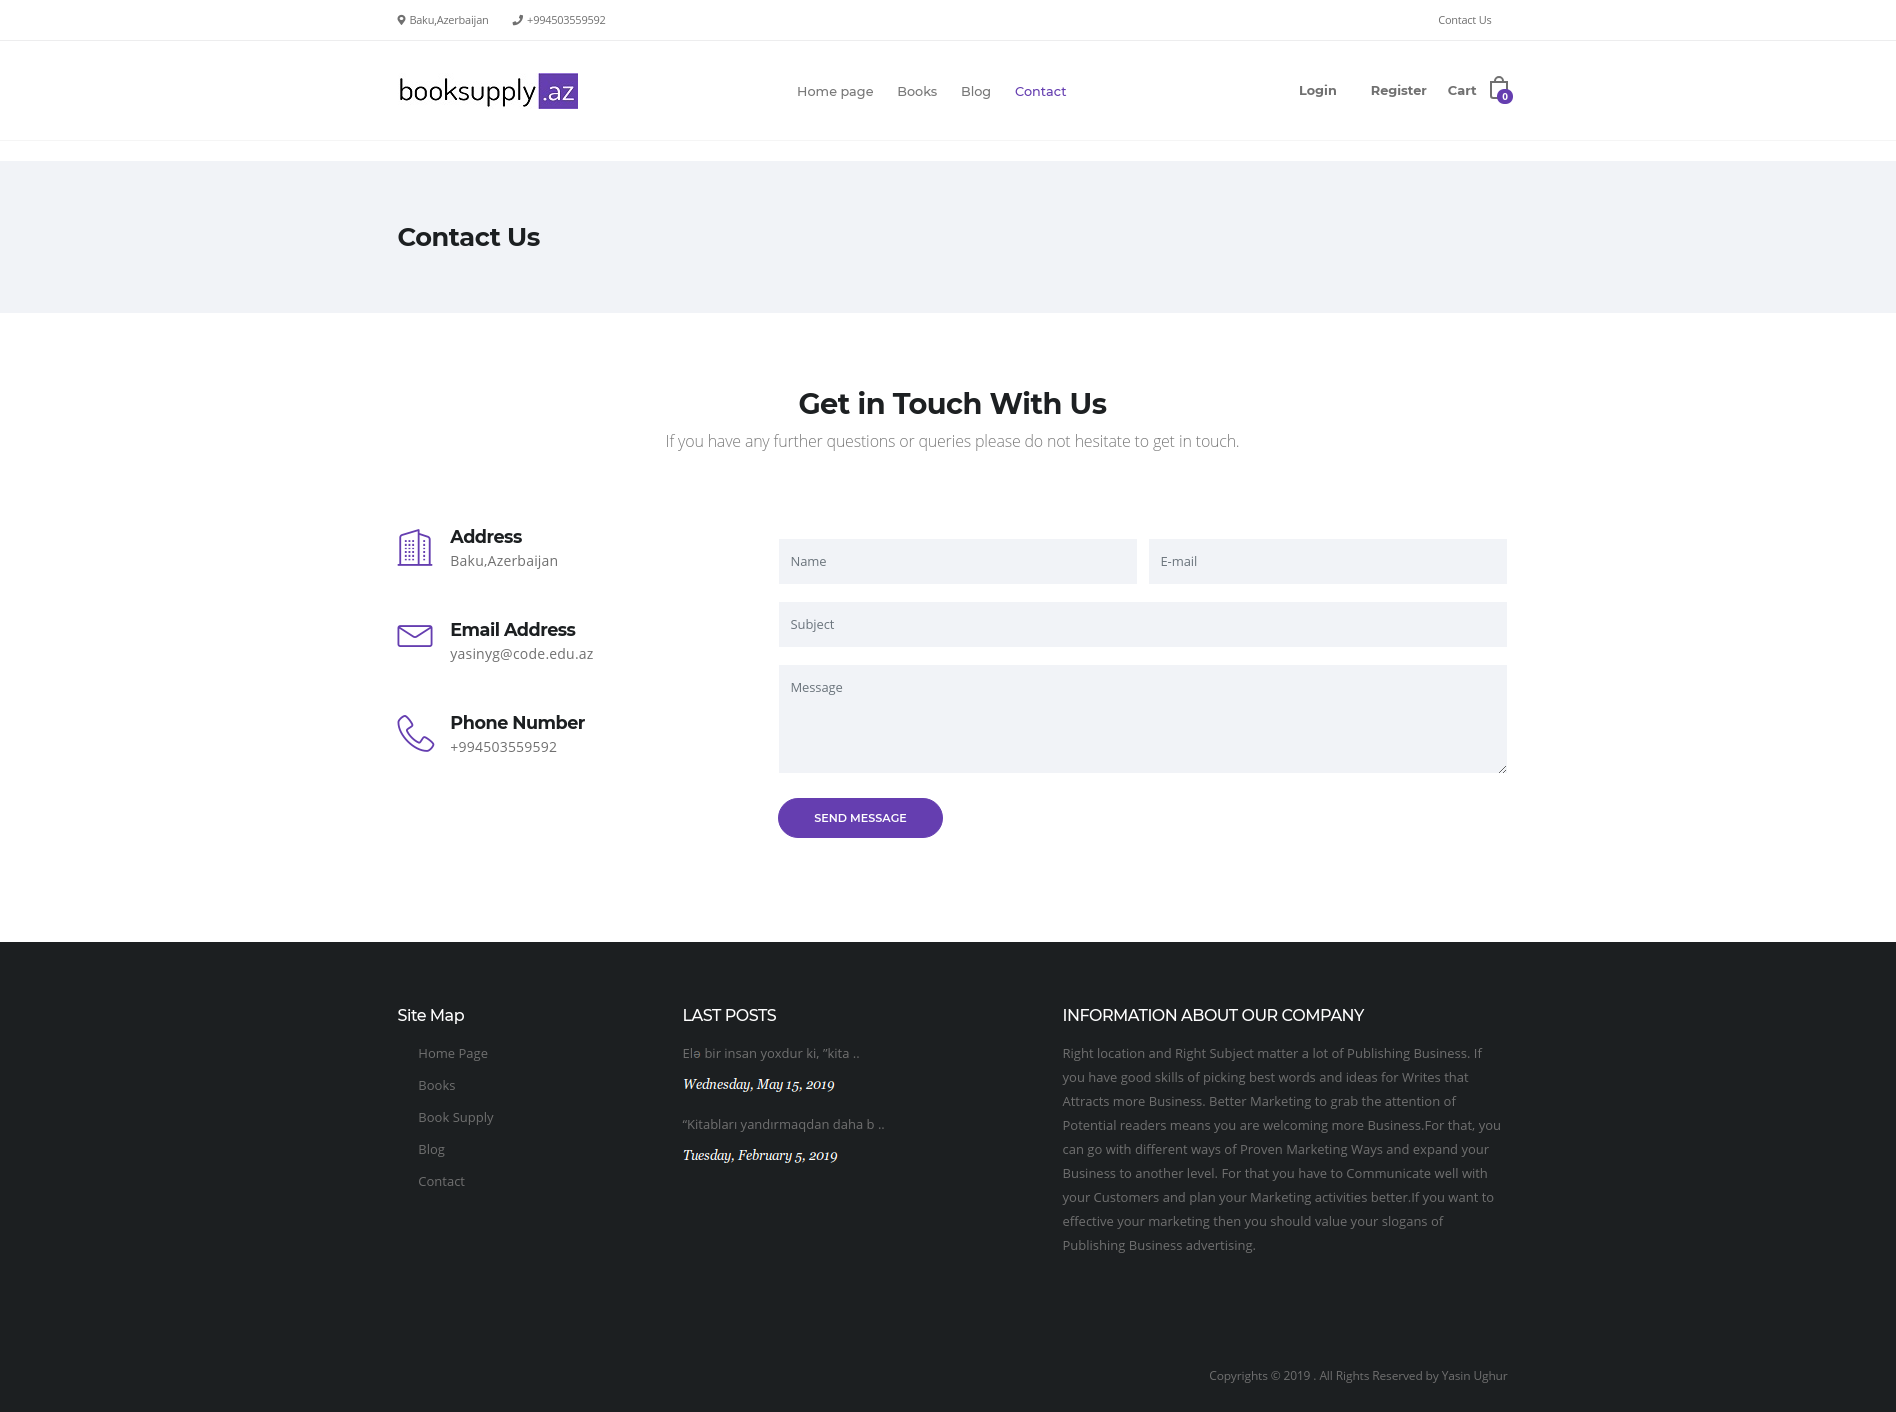 Baku,Azerbaijan +994503559592 Contact Us
booksupply.az Home page Books Blog Contact Login Register Cart 0
Contact Us
Get in Touch With Us
If you have any further questions or queries please do not hesitate to get in touch.
Address
Baku,Azerbaijan
Email Address
yasinyg@code.edu.az
Phone Number
+994503559592
Name E-mail
Subject
Message
SEND MESSAGE
Site Map
Home Page
Books
Book Supply
Blog
Contact
LAST POSTS
Elə bir insan yoxdur ki, ”kita ..
Wednesday, May 15, 2019
“Kitabları yandırmaqdan daha b ..
Tuesday, February 5, 2019
INFORMATION ABOUT OUR COMPANY
Right location and Right Subject matter a lot of Publishing Business. If
you have good skills of picking best words and ideas for Writes that
Attracts more Business. Better Marketing to grab the attention of
Potential readers means you are welcoming more Business.For that, you
can go with different ways of Proven Marketing Ways and expand your
Business to another level. For that you have to Communicate well with
your Customers and plan your Marketing activities better.If you want to
effective your marketing then you should value your slogans of
Publishing Business advertising.
Copyrights © 2019 . All Rights Reserved by Yasin Ughur